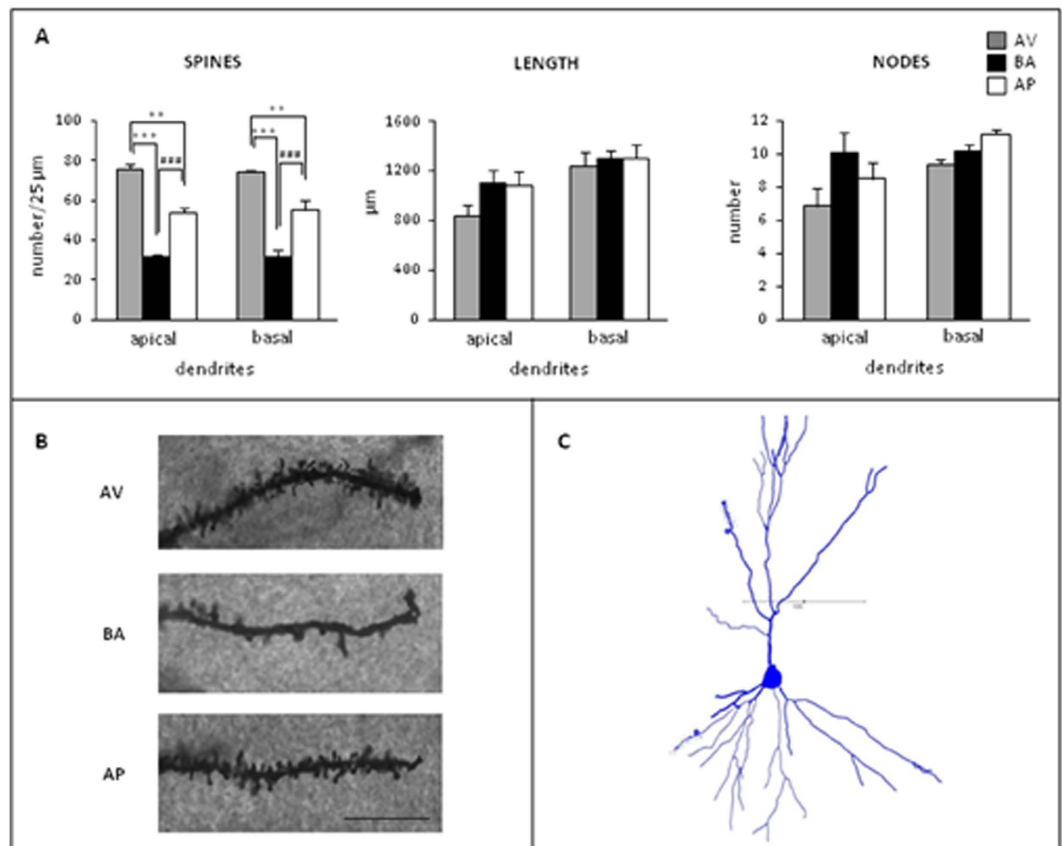 A
SPINES
LENGTH
NODES
AV
BA
AP
number/25 µm
100
80
60
40
20
0
**
***
###
**
***
###
apical
basal
dendrites
µm
1600
1200
800
400
0
apical
basal
dendrites
number
12
10
8
6
4
2
0
apical
basal
dendrites
B
AV
BA
AP
C